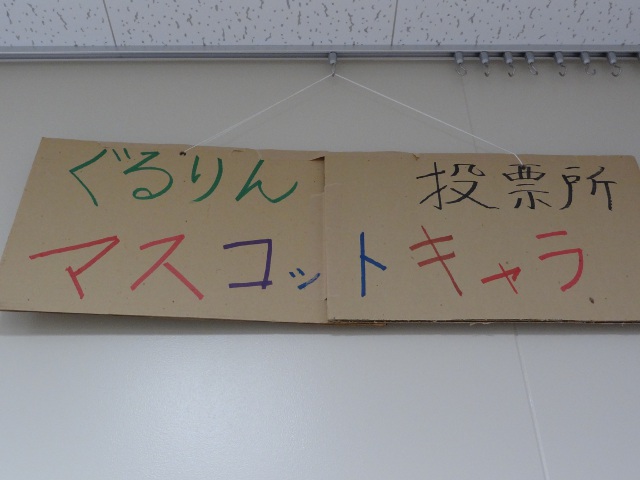 ぐるりん 投票所
マスコットキャラ